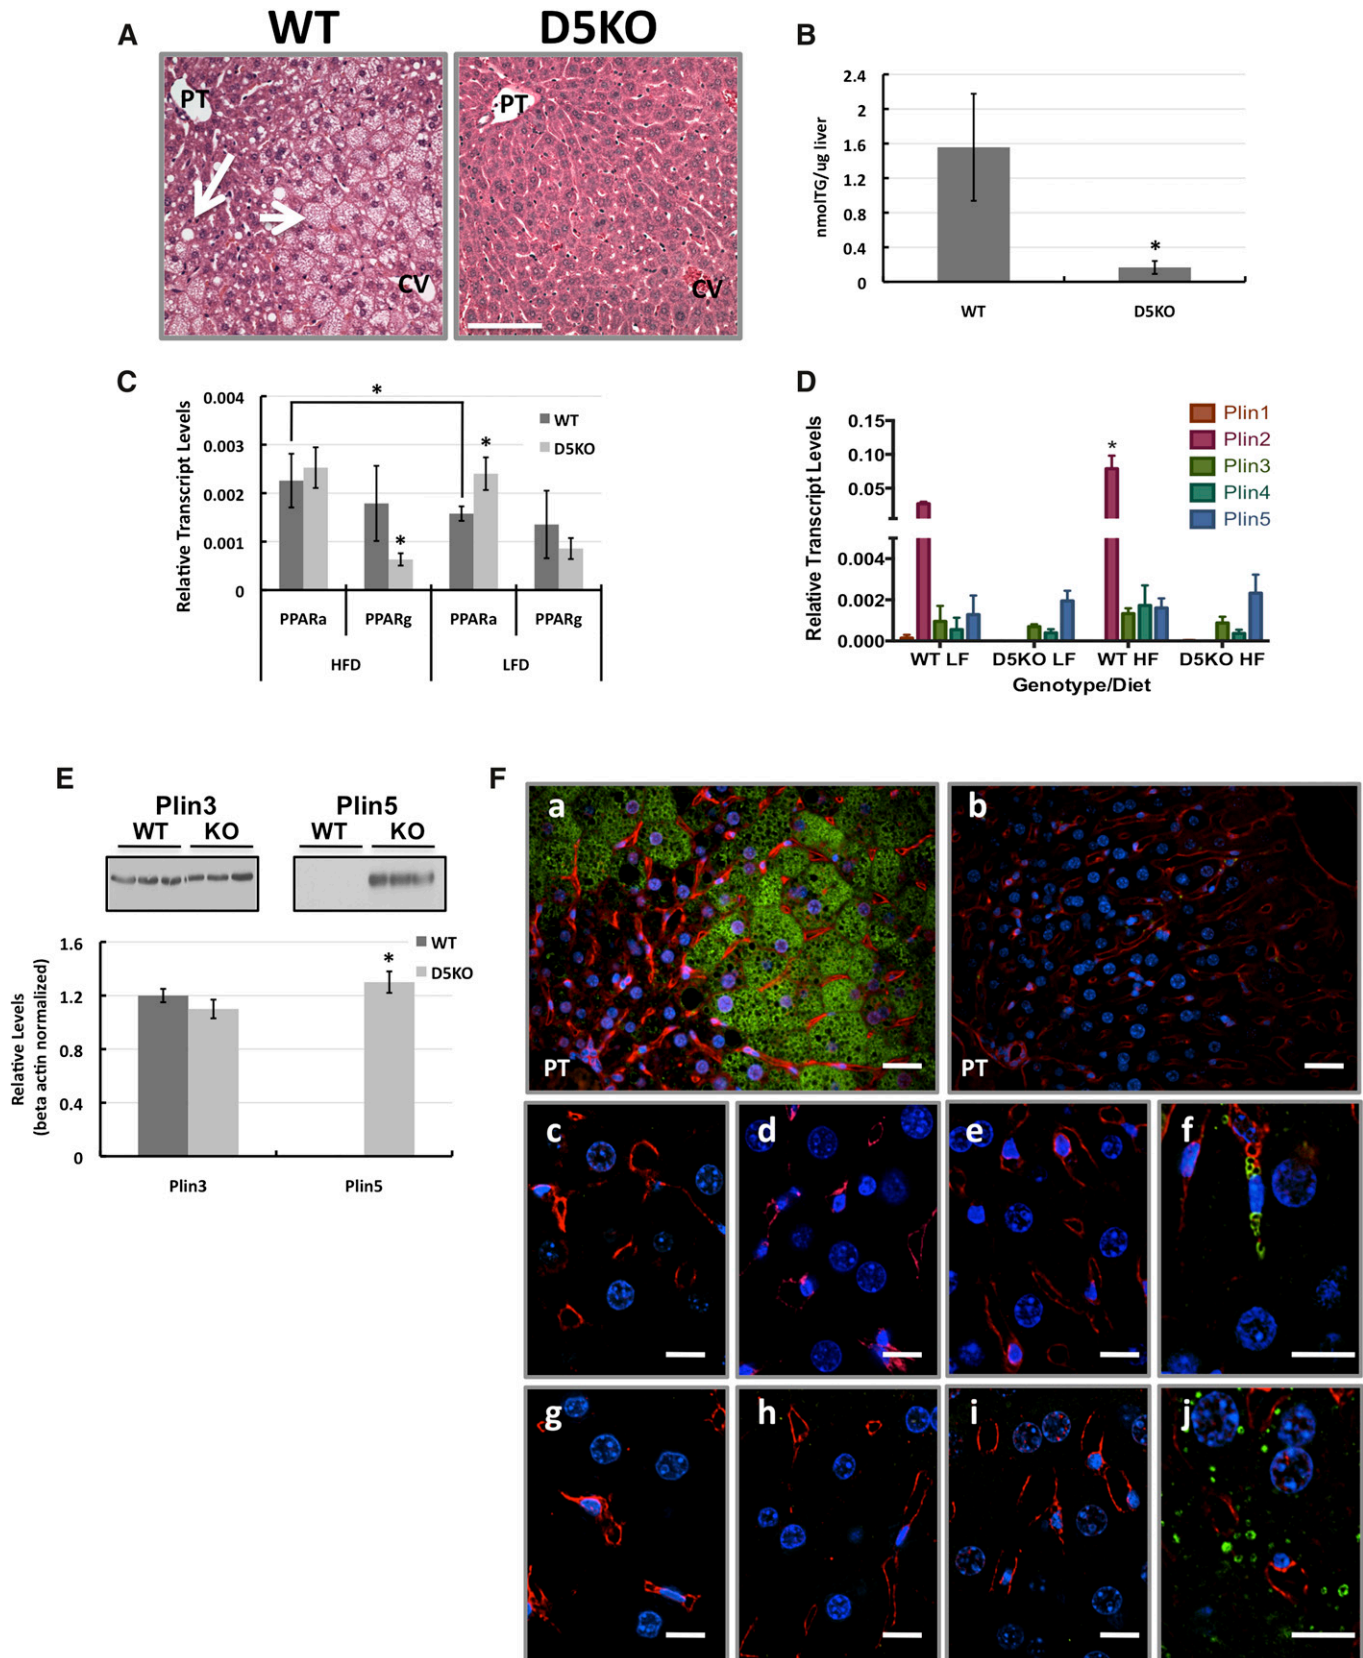 A
WT
D5KO
PT
CV
PT
CV
B
nmolTG/ug liver
2.4
2
1.6
1.2
0.8
0.4
0
*
WT
D5KO
C
Relative Transcript Levels
0.004
0.003
0.002
0.001
0
*
*
*
WT
D5KO
PPARa
PPARg
PPARa
PPARg
HFD
LFD
D
Relative Transcript Levels
0.15
0.10
0.05
0.004
0.002
0.000
*
Plin1
Plin2
Plin3
Plin4
Plin5
WT LF
D5KO LF
WT HF
D5KO HF
Genotype/Diet
E
Plin3
Plin5
WT
KO
WT
KO
Relative Levels
(beta actin normalized)
1.6
1.2
0.8
0.4
0
*
WT
D5KO
Plin3
Plin5
F
a
PT
b
PT
c
d
e
f
g
h
i
j